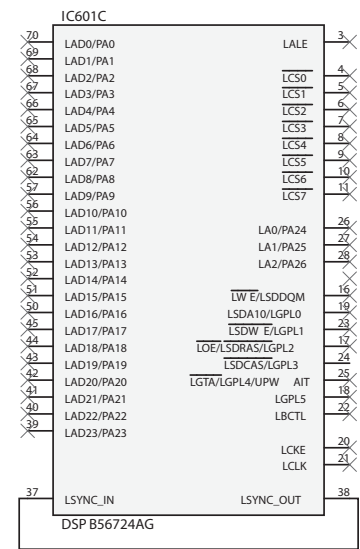 IC601C
70 LAD0/PA0 LALE 3
69 LAD1/PA1
68 LAD2/PA2 LCS0 4
67 LAD3/PA3 LCS1 5
66 LAD4/PA4 LCS2 6
65 LAD5/PA5 LCS3 7
64 LAD6/PA6 LCS4 8
63 LAD7/PA7 LCS5 9
62 LAD8/PA8 LCS6 10
57 LAD9/PA9 LCS7 11
56 LAD10/PA10
55 LAD11/PA11 LA0/PA24 26
54 LAD12/PA12 LA1/PA25 27
53 LAD13/PA13 LA2/PA26 28
52 LAD14/PA14
51 LAD15/PA15 LW E/LSDDQM 16
50 LAD16/PA16 LSDA10/LGPL0 19
45 LAD17/PA17 LSDW E/LGPL1 23
44 LAD18/PA18 LOE/LSDRAS/LGPL2 17
43 LAD19/PA19 LSDCAS/LGPL3 24
42 LAD20/PA20 LGTA/LGPL4/UPW AIT 25
41 LAD21/PA21 LGPL5 18
40 LAD22/PA22 LBCTL 22
39 LAD23/PA23
LCKE 20
LCLK 21
37 LSYNC_IN LSYNC_OUT 38
DSP B56724AG